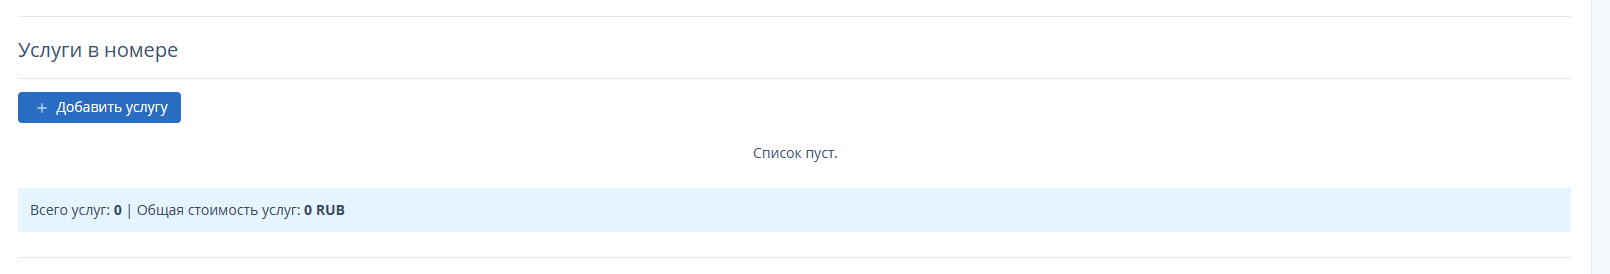 Услуги в номере
+ Добавить услугу
Список пуст.
Всего услуг: 0 | Общая стоимость услуг: 0 RUB